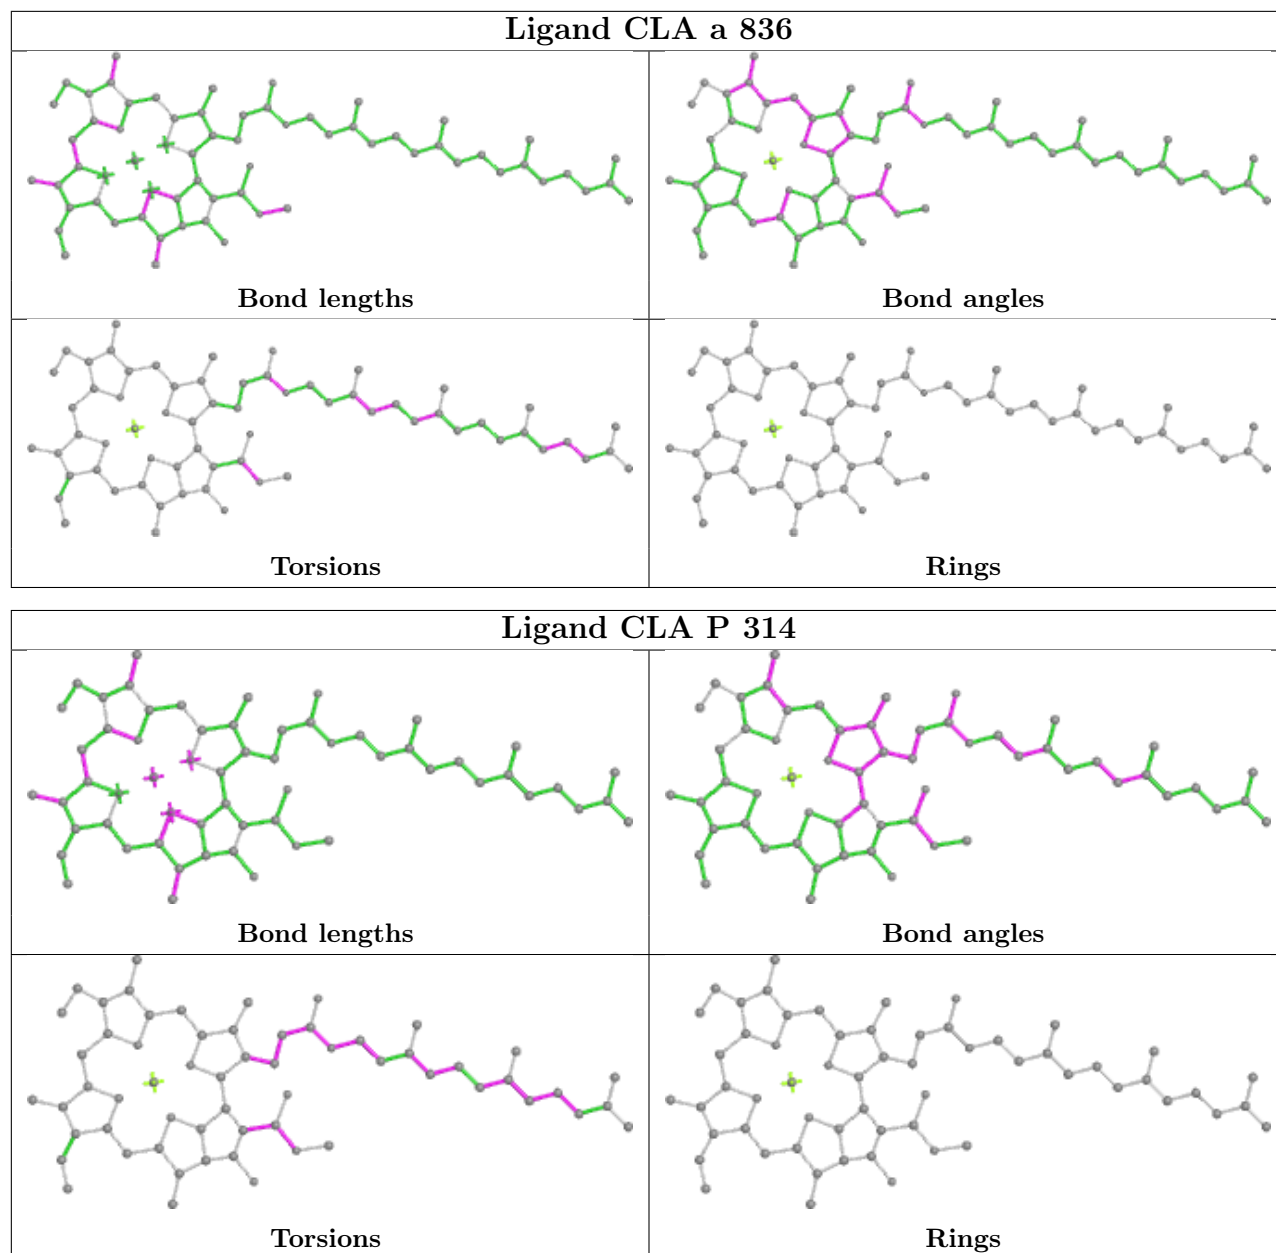 Ligand CLA a 836
Bond lengths
Bond angles
Torsions
Rings
Ligand CLA P 314
Bond lengths
Bond angles
Torsions
Rings